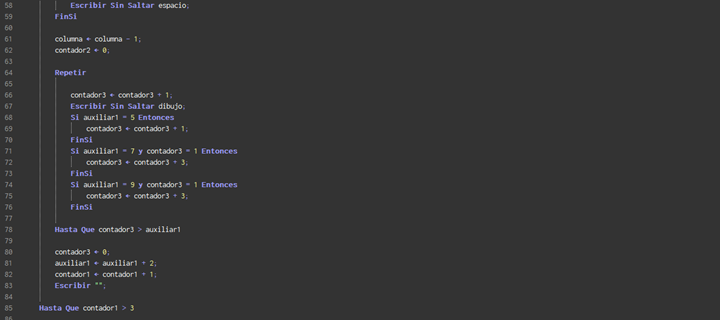 58 Escribir Sin Saltar espacio;
59 FinSi
60
61 columna ← columna - 1;
62 contador2 ← 0;
63
64 Repetir
65
66 contador3 ← contador3 + 1;
67 Escribir Sin Saltar dibujo;
68 Si auxiliar1 = 5 Entonces
69 contador3 ← contador3 + 1;
70 FinSi
71 Si auxiliar1 = 7 y contador3 = 1 Entonces
72 contador3 ← contador3 + 3;
73 FinSi
74 Si auxiliar1 = 9 y contador3 = 1 Entonces
75 contador3 ← contador3 + 3;
76 FinSi
77
78 Hasta Que contador3 > auxiliar1
79
80 contador3 ← 0;
81 auxiliar1 ← auxiliar1 + 2;
82 contador1 ← contador1 + 1;
83 Escribir "";
84
85 Hasta Que contador1 > 3
86